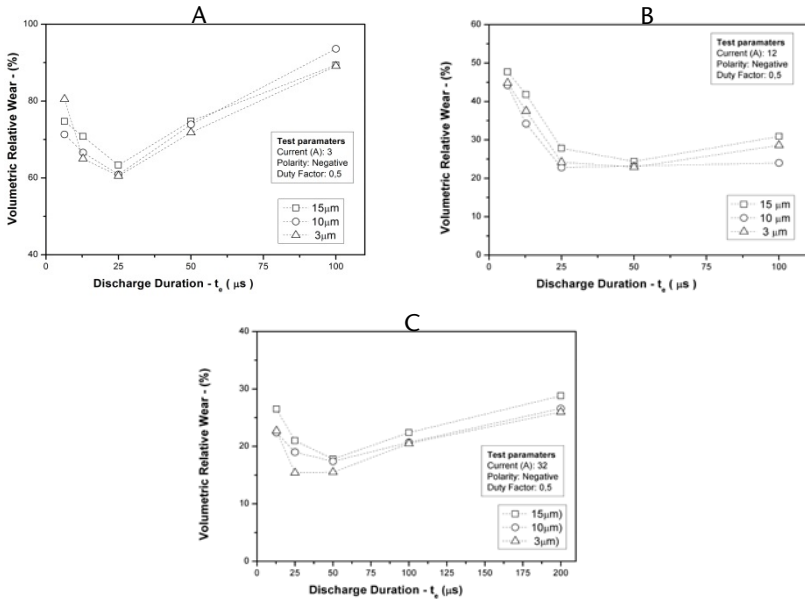 A
Volumetric Relative Wear - (%)
100
80
60
40
Test paramaters
Current (A): 3
Polarity: Negative
Duty Factor: 0,5
15μm
10μm
3μm
0
25
50
75
100
Discharge Duration - te ( μs )
B
Volumetric Relative Wear - (%)
60
50
40
30
20
10
0
Test paramaters
Current (A): 12
Polarity: Negative
Duty Factor: 0,5
15 μm
10 μm
3 μm
0
25
50
75
100
Discharge Duration - te ( μs )
C
Volumetric Relative Wear - (%)
40
30
20
10
0
Test paramaters
Current (A): 32
Polarity: Negative
Duty Factor: 0,5
15μm)
10μm)
3μm)
0
25
50
75
100
125
150
175
200
Discharge Duration - te (μs)